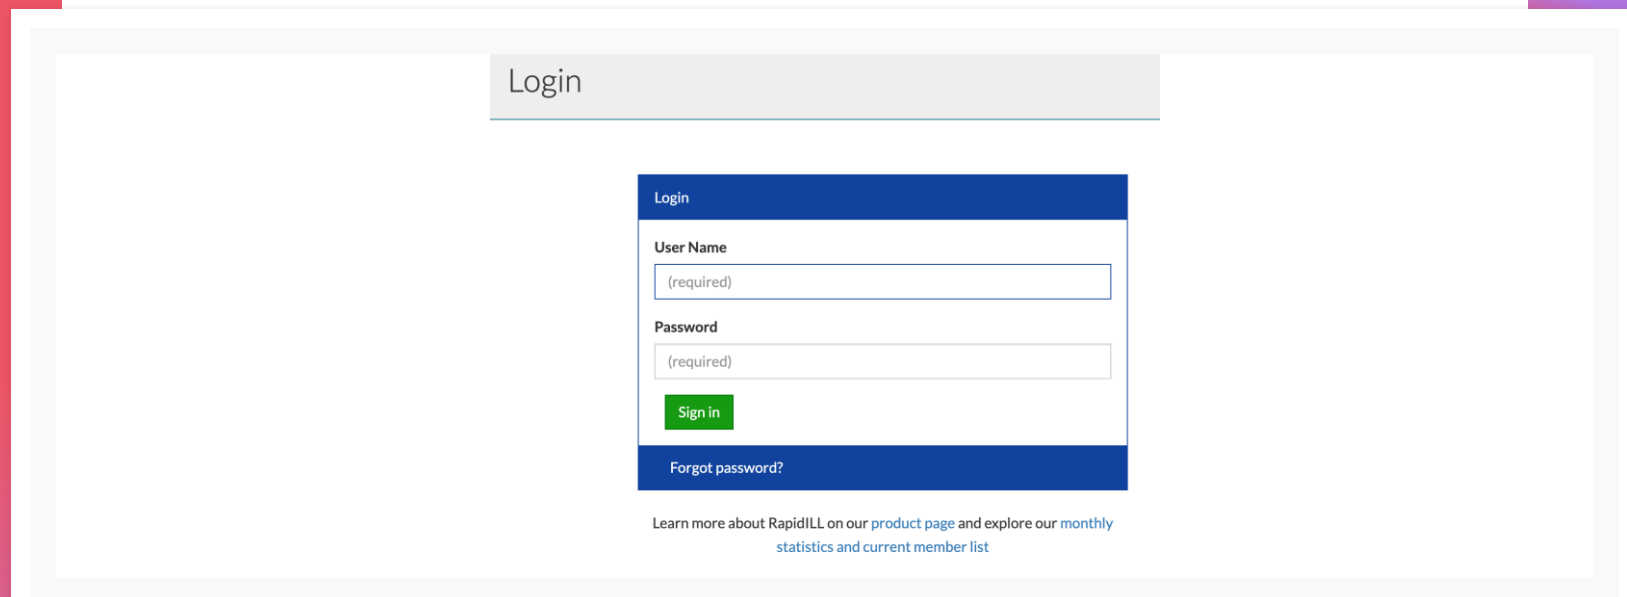 Login
Login
User Name
(required)
Password
(required)
Sign in
Forgot password?
Learn more about RapidILL on our product page and explore our monthly
statistics and current member list